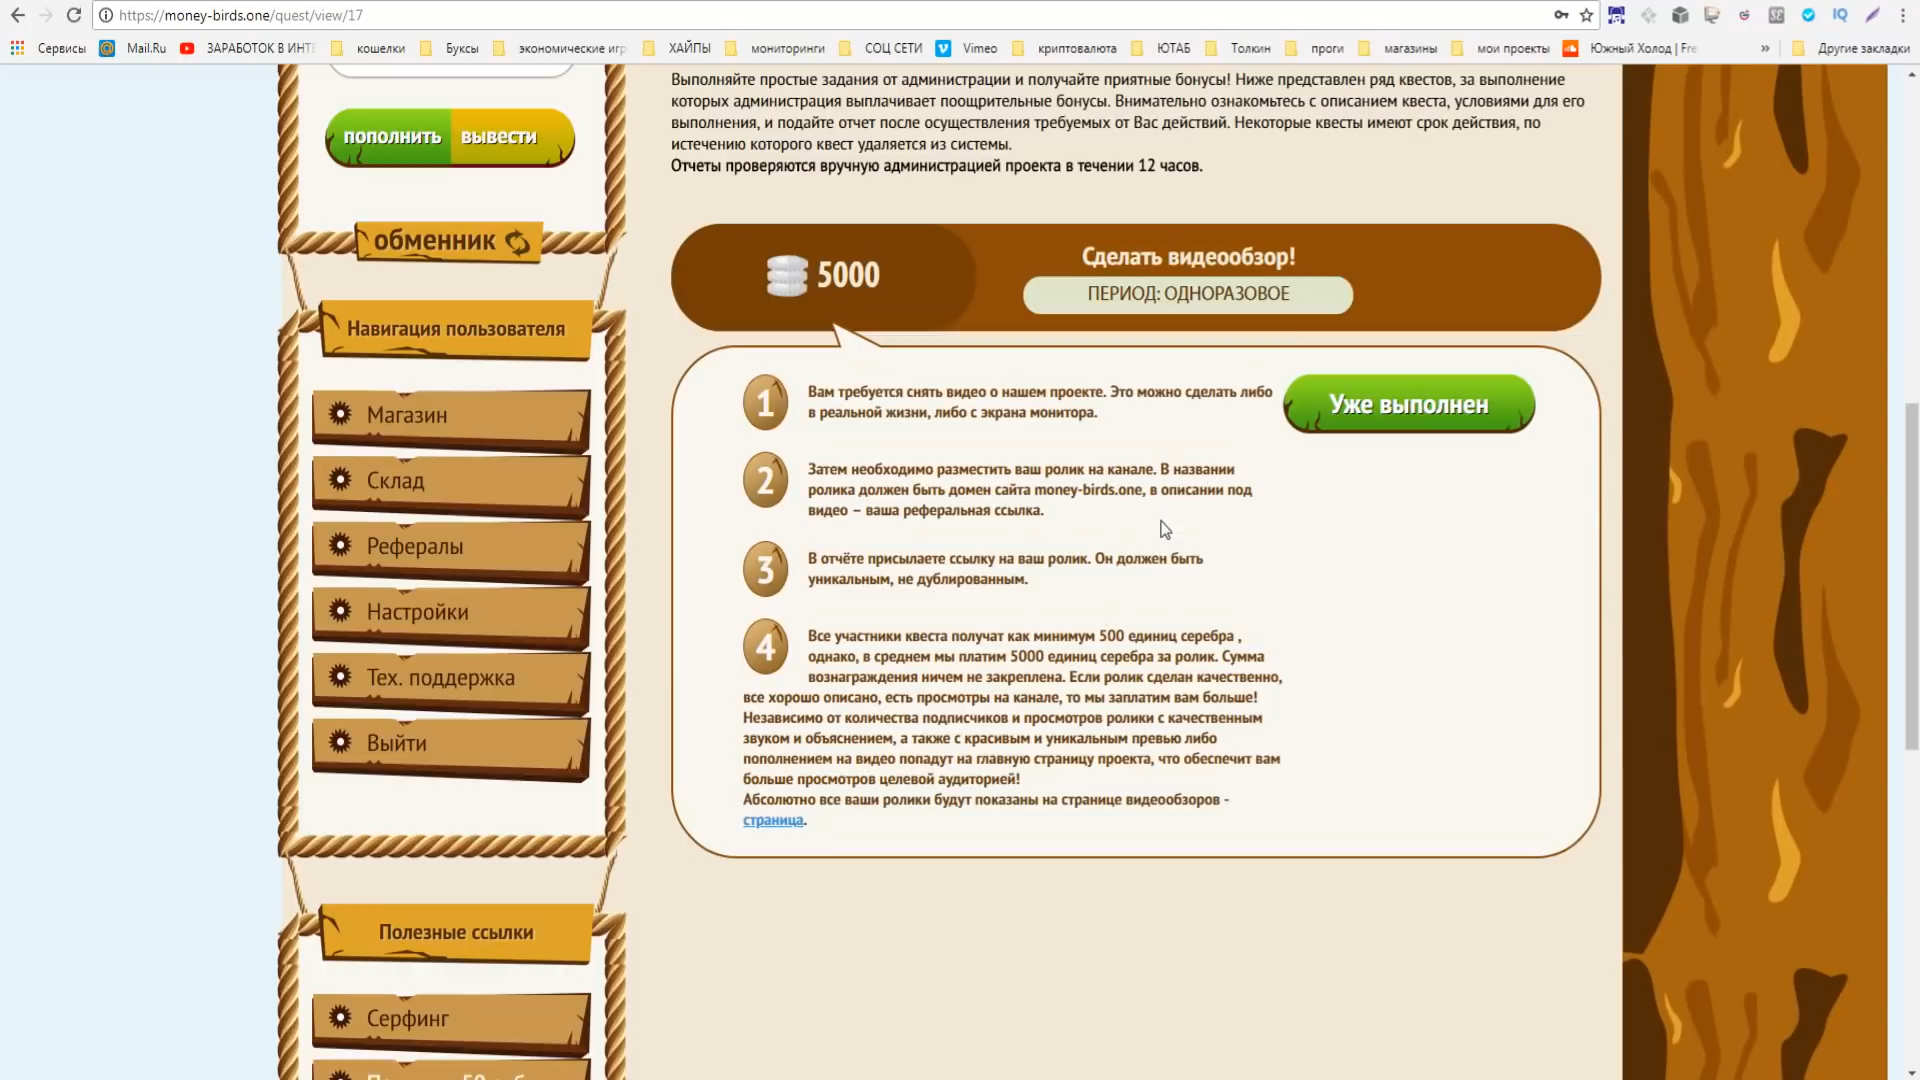 https://money-birds.one/quest/view/17
Сервисы Mail.Ru ЗАРАБОТОК В ИНТЕ кошелки Буксы экономические игр ХАЙПЫ мониторинги СОЦ СЕТИ Vimeo криптовалюта ЮТАБ Толкин проги магазины мои проекты Южный Холод | Fre » Другие закладки
пополнить вывести
обменник
Навигация пользователя
Магазин
Склад
Рефералы
Настройки
Тех. поддержка
Выйти
Полезные ссылки
Серфинг
Выполняйте простые задания от администрации и получайте приятные бонусы! Ниже представлен ряд квестов, за выполнение
которых администрация выплачивает поощрительные бонусы. Внимательно ознакомьтесь с описанием квеста, условиями для его
выполнения, и подайте отчет после осуществления требуемых от Вас действий. Некоторые квесты имеют срок действия, по
истечению которого квест удаляется из системы.
Отчеты проверяются вручную администрацией проекта в течении 12 часов.
5000
Сделать видеообзор!
ПЕРИОД: ОДНОРАЗОВОЕ
1 Вам требуется снять видео о нашем проекте. Это можно сделать либо
в реальной жизни, либо с экрана монитора.
Уже выполнен
2 Затем необходимо разместить ваш ролик на канале. В названии
ролика должен быть домен сайта money-birds.one, в описании под
видео – ваша реферальная ссылка.
3 В отчёте присылаете ссылку на ваш ролик. Он должен быть
уникальным, не дублированным.
4 Все участники квеста получат как минимум 500 единиц серебра ,
однако, в среднем мы платим 5000 единиц серебра за ролик. Сумма
вознаграждения ничем не закреплена. Если ролик сделан качественно,
все хорошо описано, есть просмотры на канале, то мы заплатим вам больше!
Независимо от количества подписчиков и просмотров ролики с качественным
звуком и объяснением, а также с красивым и уникальным превью либо
пополнением на видео попадут на главную страницу проекта, что обеспечит вам
больше просмотров целевой аудиторией!
Абсолютно все ваши ролики будут показаны на странице видеообзоров -
страница.